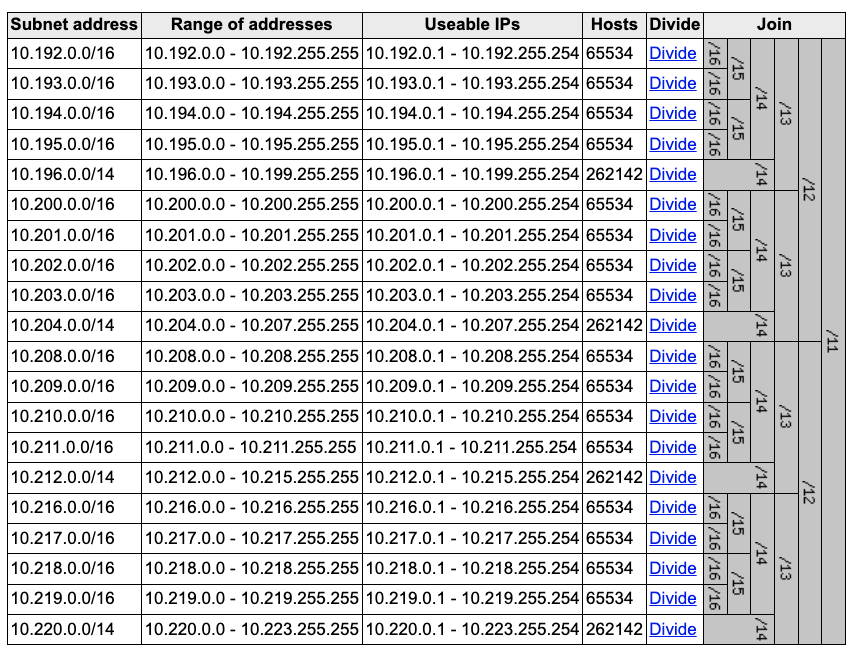 Subnet address Range of addresses Useable IPs Hosts Divide Join
10.192.0.0/16 10.192.0.0 - 10.192.255.255 10.192.0.1 - 10.192.255.254 65534 Divide /16 /15 /14 /13 /12 /11
10.193.0.0/16 10.193.0.0 - 10.193.255.255 10.193.0.1 - 10.193.255.254 65534 Divide /16
10.194.0.0/16 10.194.0.0 - 10.194.255.255 10.194.0.1 - 10.194.255.254 65534 Divide /16 /15
10.195.0.0/16 10.195.0.0 - 10.195.255.255 10.195.0.1 - 10.195.255.254 65534 Divide /16
10.196.0.0/14 10.196.0.0 - 10.199.255.255 10.196.0.1 - 10.199.255.254 262142 Divide /14
10.200.0.0/16 10.200.0.0 - 10.200.255.255 10.200.0.1 - 10.200.255.254 65534 Divide /16 /15 /14 /13
10.201.0.0/16 10.201.0.0 - 10.201.255.255 10.201.0.1 - 10.201.255.254 65534 Divide /16
10.202.0.0/16 10.202.0.0 - 10.202.255.255 10.202.0.1 - 10.202.255.254 65534 Divide /16 /15
10.203.0.0/16 10.203.0.0 - 10.203.255.255 10.203.0.1 - 10.203.255.254 65534 Divide /16
10.204.0.0/14 10.204.0.0 - 10.207.255.255 10.204.0.1 - 10.207.255.254 262142 Divide /14
10.208.0.0/16 10.208.0.0 - 10.208.255.255 10.208.0.1 - 10.208.255.254 65534 Divide /16 /15 /14 /13 /12
10.209.0.0/16 10.209.0.0 - 10.209.255.255 10.209.0.1 - 10.209.255.254 65534 Divide /16
10.210.0.0/16 10.210.0.0 - 10.210.255.255 10.210.0.1 - 10.210.255.254 65534 Divide /16 /15
10.211.0.0/16 10.211.0.0 - 10.211.255.255 10.211.0.1 - 10.211.255.254 65534 Divide /16
10.212.0.0/14 10.212.0.0 - 10.215.255.255 10.212.0.1 - 10.215.255.254 262142 Divide /14
10.216.0.0/16 10.216.0.0 - 10.216.255.255 10.216.0.1 - 10.216.255.254 65534 Divide /16 /15 /14 /13
10.217.0.0/16 10.217.0.0 - 10.217.255.255 10.217.0.1 - 10.217.255.254 65534 Divide /16
10.218.0.0/16 10.218.0.0 - 10.218.255.255 10.218.0.1 - 10.218.255.254 65534 Divide /16 /15
10.219.0.0/16 10.219.0.0 - 10.219.255.255 10.219.0.1 - 10.219.255.254 65534 Divide /16
10.220.0.0/14 10.220.0.0 - 10.223.255.255 10.220.0.1 - 10.223.255.254 262142 Divide /14